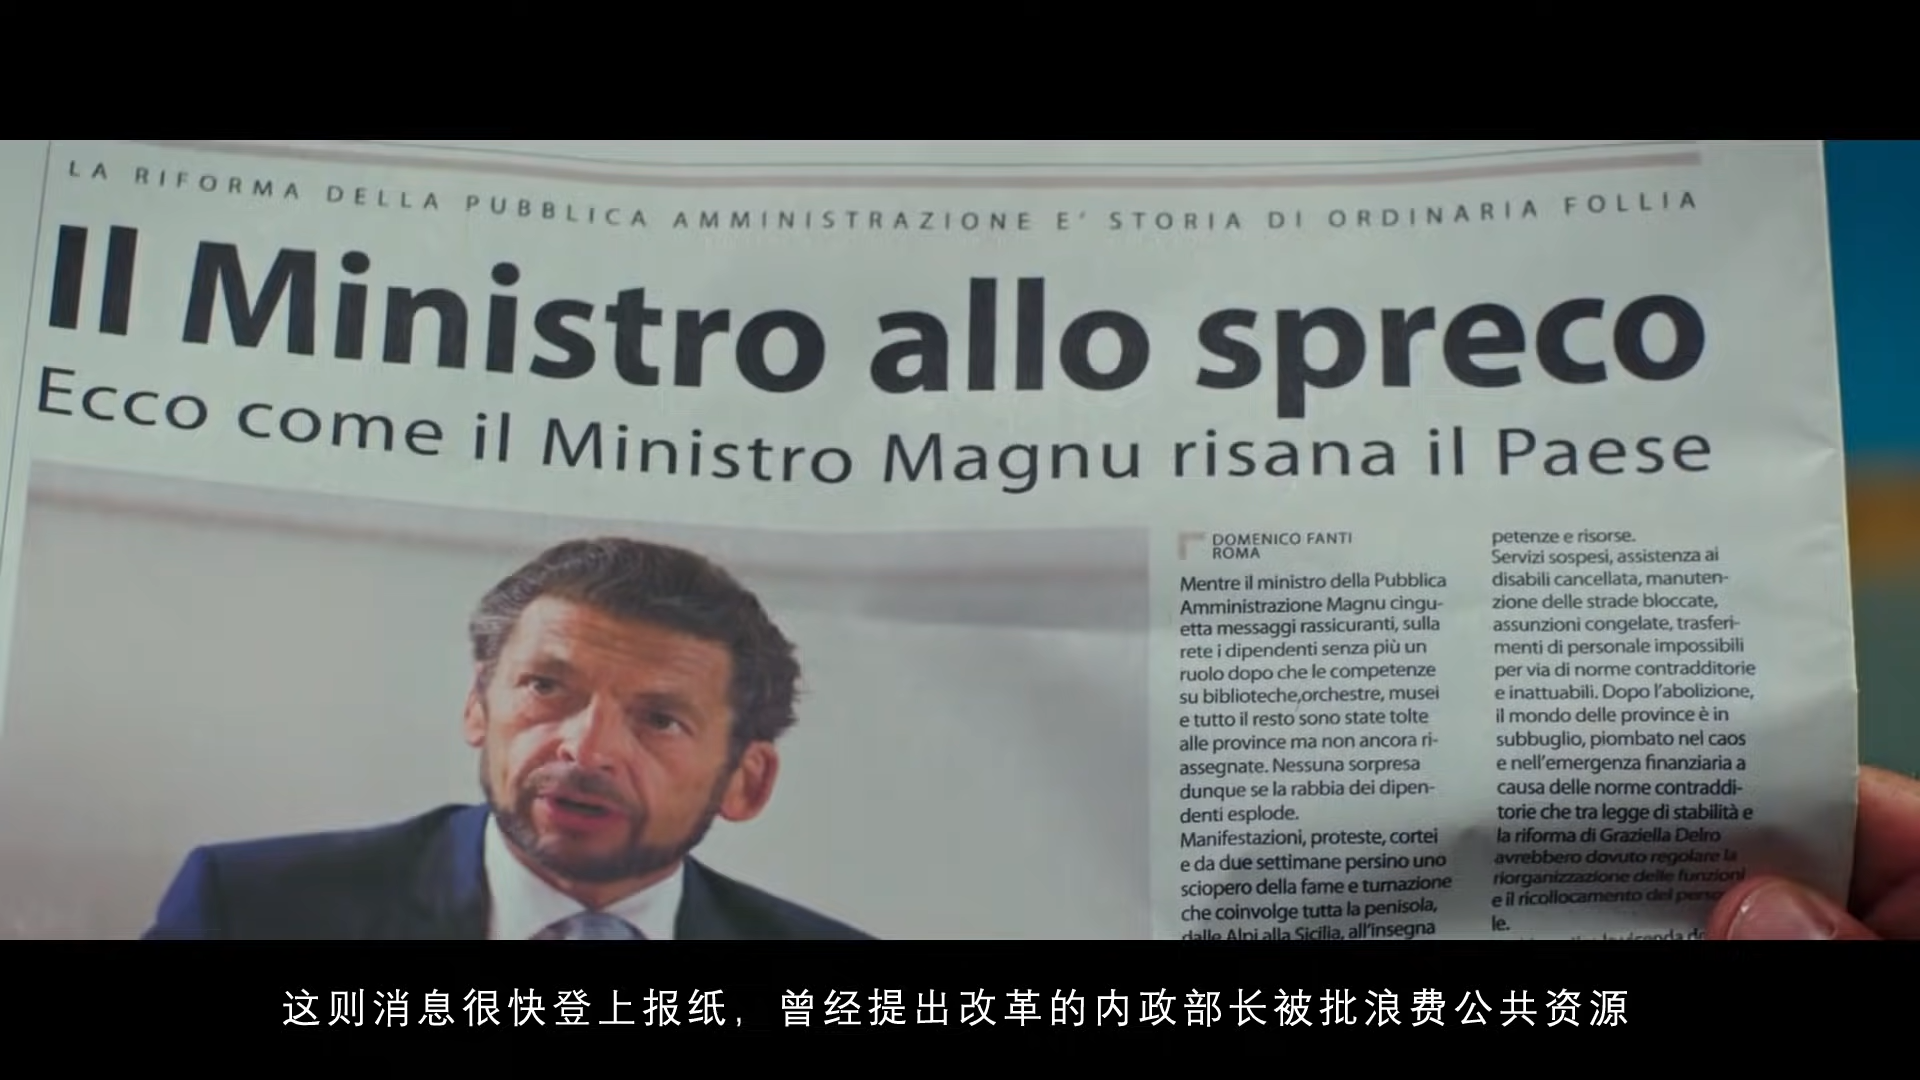 LA RIFORMA DELLA PUBBLICA AMMINISTRAZIONE E' STORIA DI ORDINARIA FOLLIA
Il Ministro allo spreco
Ecco come il Ministro Magnu risana il Paese
DOMENICO FANTI
ROMA
Mentre il ministro della Pubblica
Amministrazione Magnu cingu-
etta messaggi rassicuranti, sulla
rete i dipendenti senza più un
ruolo dopo che le competenze
su biblioteche,orchestre, musei
e tutto il resto sono state tolte
alle province ma non ancora ri-
assegnate. Nessuna sorpresa
dunque se la rabbia dei dipen-
denti esplode.
Manifestazioni, proteste, cortei
e da due settimane persino uno
sciopero della fame e turnazione
che coinvolge tutta la penisola,
dalle Alpi alla Sicilia, all'insegna
petenze e risorse.
Servizi sospesi, assistenza ai
disabili cancellata, manuten-
zione delle strade bloccate,
assunzioni congelate, trasferi-
menti di personale impossibili
per via di norme contradditorie
e inattuabili. Dopo l'abolizione,
il mondo delle province è in
subbuglio, piombato nel caos
e nell'emergenza finanziaria a
causa delle norme contraddi-
torie che tra legge di stabilità e
la riforma di Graziella Delro
avrebbero dovuto regolare la
riorganizzazione delle funzioni
e il ricollocamento del
le.
这则消息很快登上报纸，曾经提出改革的内政部长被批浪费公共资源